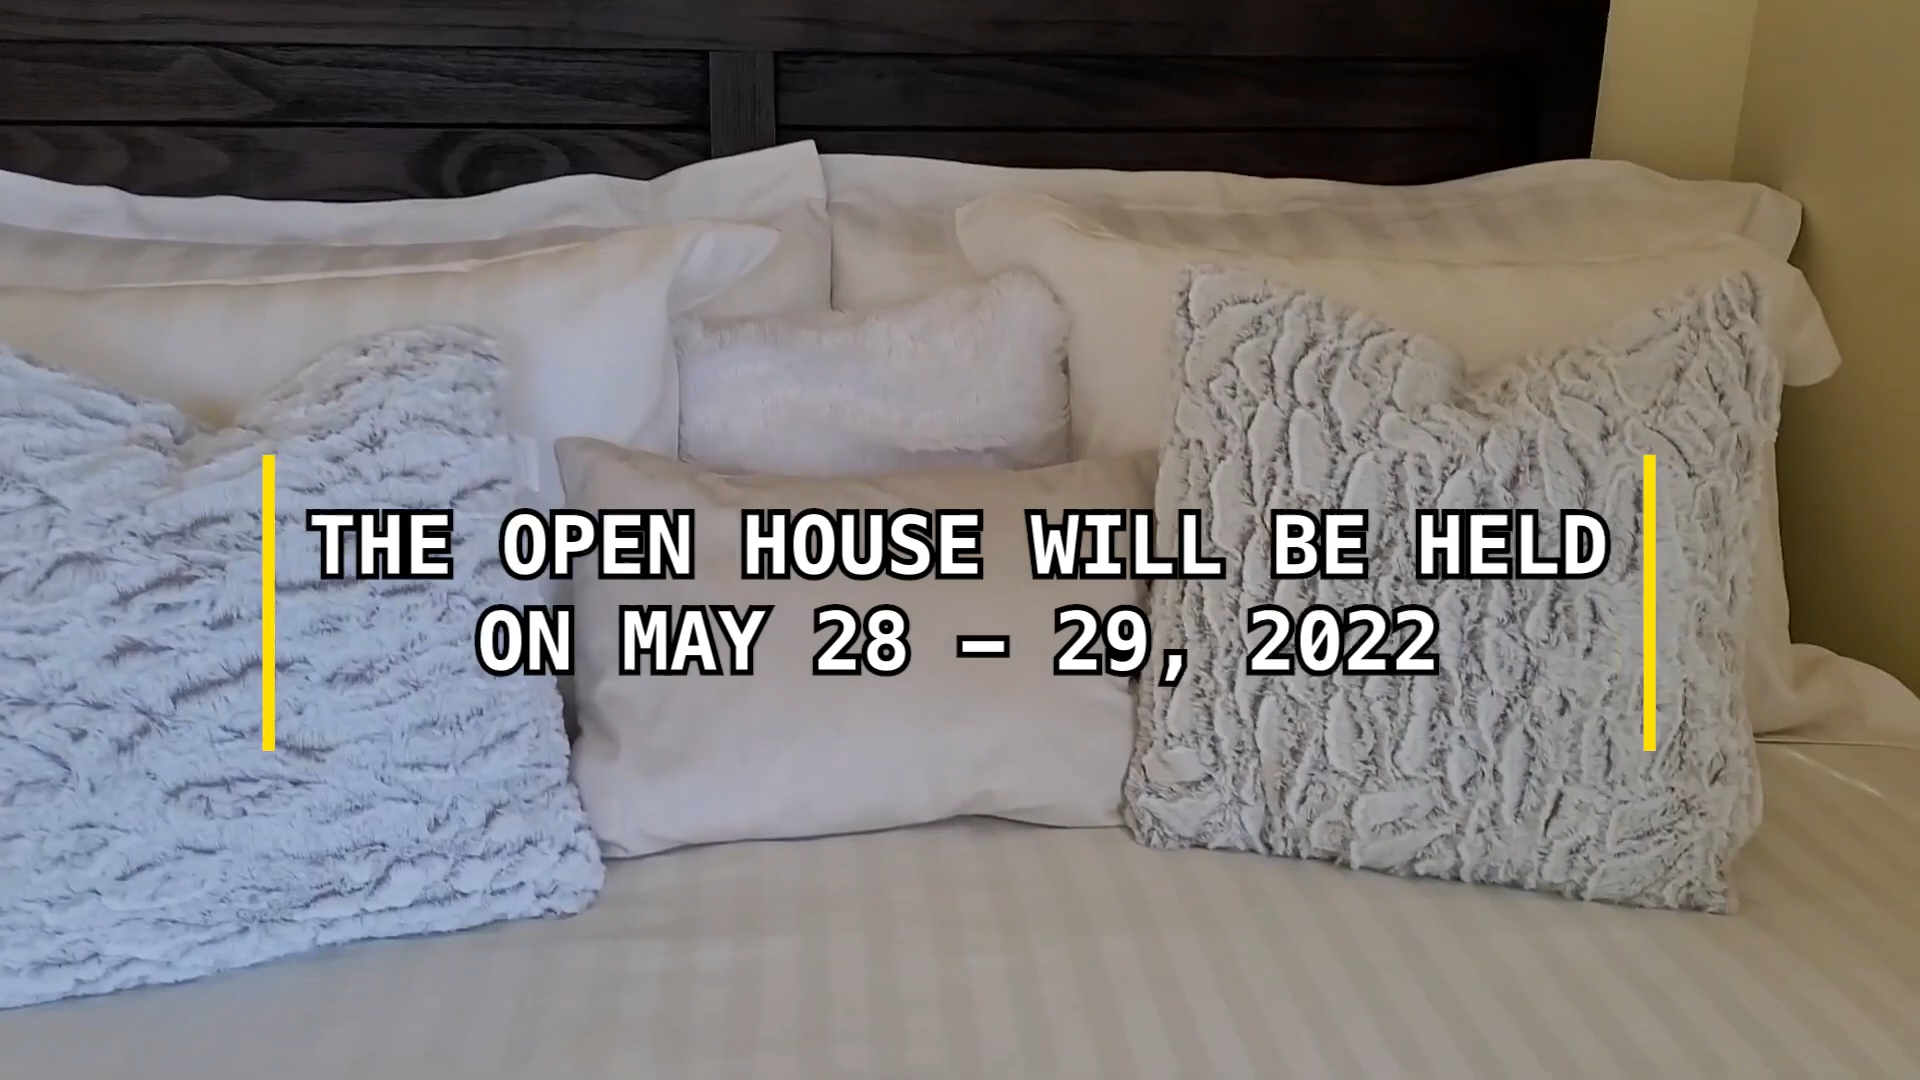 THE OPEN HOUSE WILL BE HELD
ON MAY 28 – 29, 2022